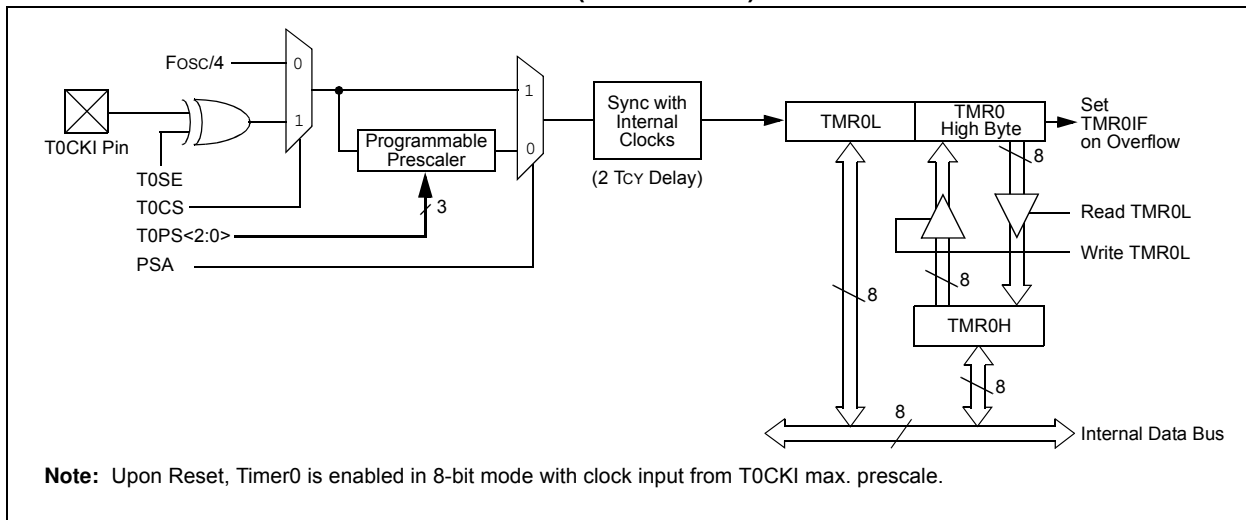 FOSC/4
0
1
T0CKI Pin
T0SE
T0CS
T0PS<2:0>
PSA
Programmable
Prescaler
3
1
0
Sync with
Internal
Clocks
(2 TCY Delay)
TMR0L
TMR0
High Byte
Set
TMR0IF
on Overflow
8
Read TMR0L
Write TMR0L
8
8
TMR0H
8
8
Internal Data Bus
Note: Upon Reset, Timer0 is enabled in 8-bit mode with clock input from T0CKI max. prescale.